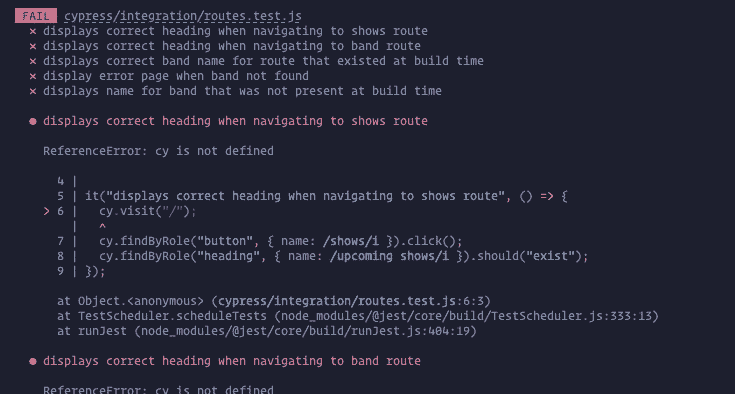 FAIL cypress/integration/routes.test.js
× displays correct heading when navigating to shows route
× displays correct heading when navigating to band route
× displays correct band name for route that existed at build time
× display error page when band not found
× displays name for band that was not present at build time
● displays correct heading when navigating to shows route
ReferenceError: cy is not defined
4 |
5 | it("displays correct heading when navigating to shows route", () => {
> 6 |   cy.visit("/");
|   ^
7 |   cy.findByRole("button", { name: /shows/i }).click();
8 |   cy.findByRole("heading", { name: /upcoming shows/i }).should("exist");
9 | });
at Object.<anonymous> (cypress/integration/routes.test.js:6:3)
at TestScheduler.scheduleTests (node_modules/@jest/core/build/TestScheduler.js:333:13)
at runJest (node_modules/@jest/core/build/runJest.js:404:19)
● displays correct heading when navigating to band route
ReferenceError: cy is not defined